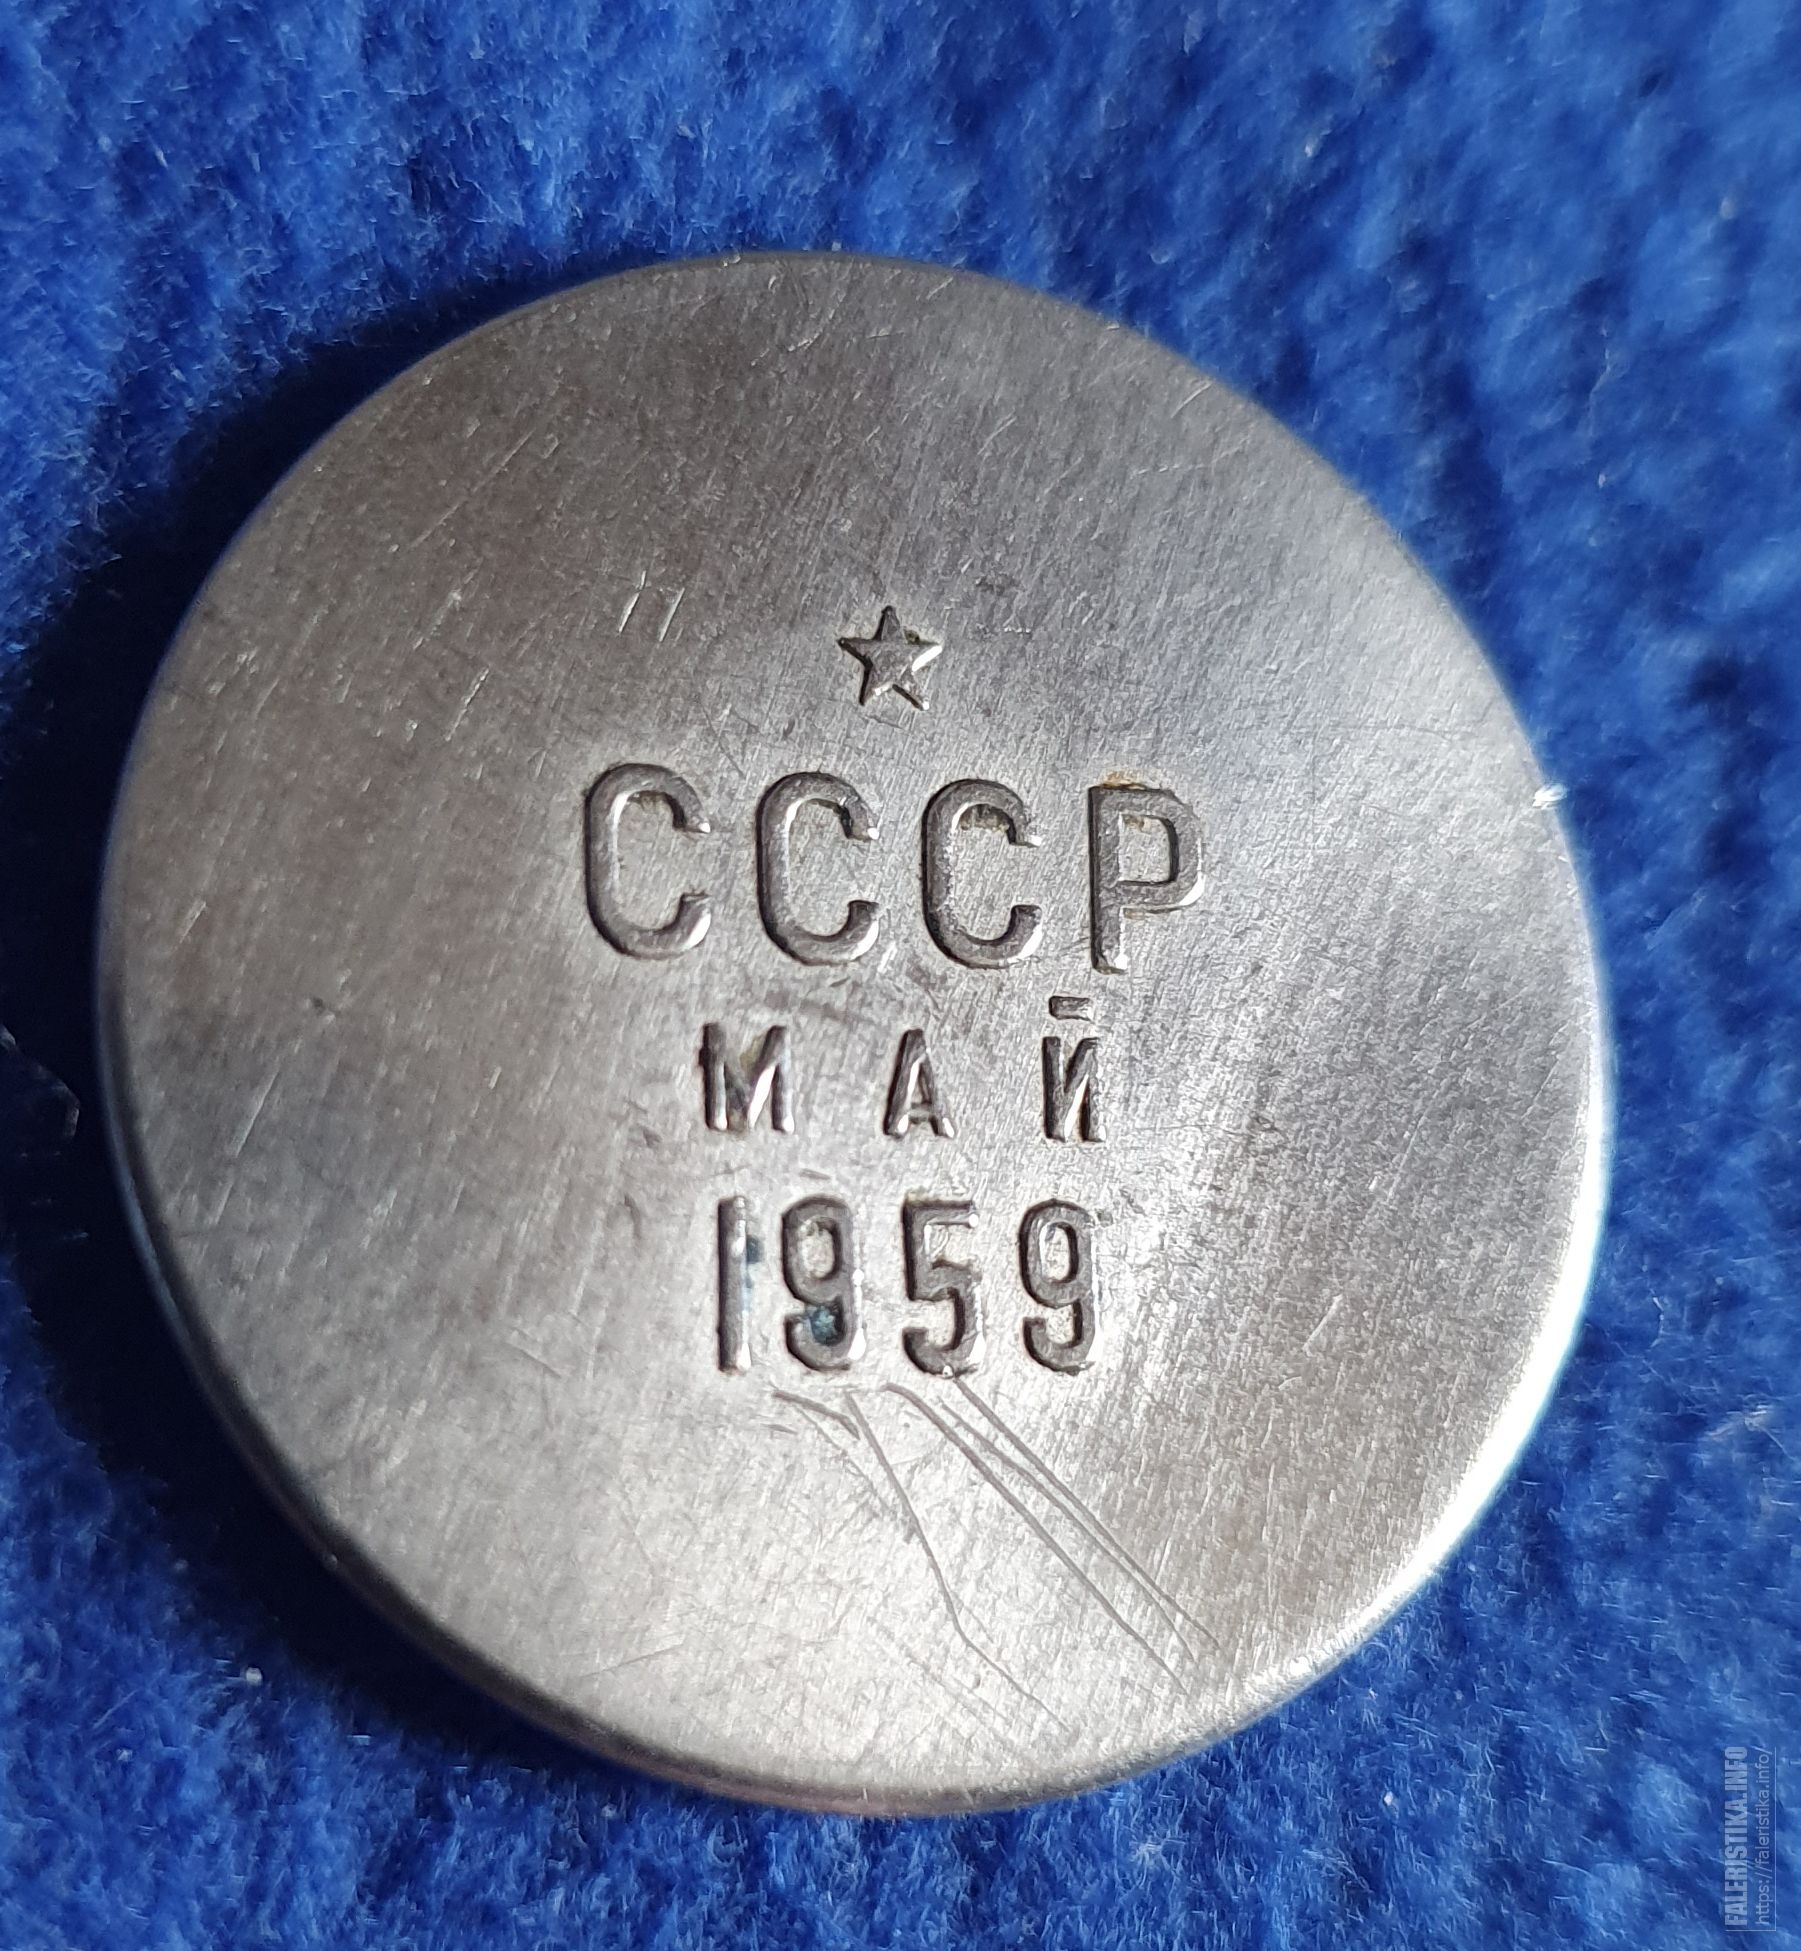 СССР
МАЙ
1959
FALERISTIKA.INFO
https://faleristika.info/